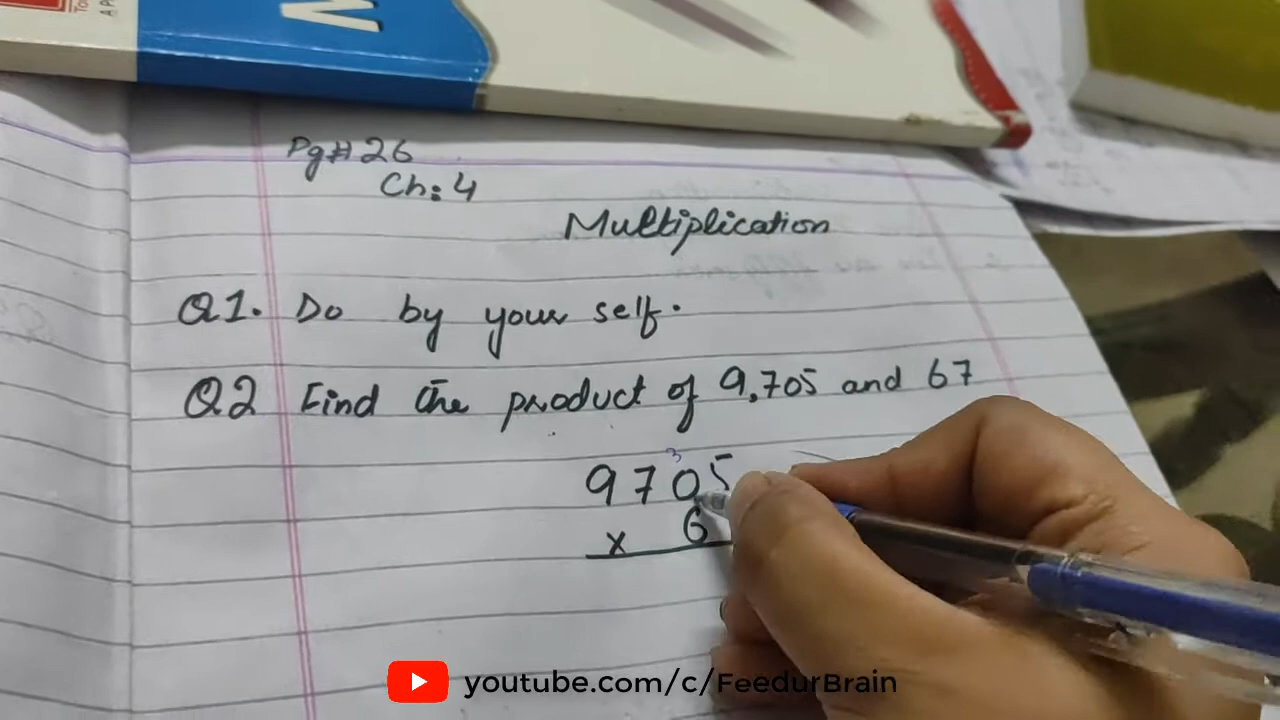 Pg# 26
Ch: 4
Multiplication
Q1. Do by your self.
Q2 Find the product of 9,705 and 67
3
9705
x 6
youtube.com/c/FeedurBrain